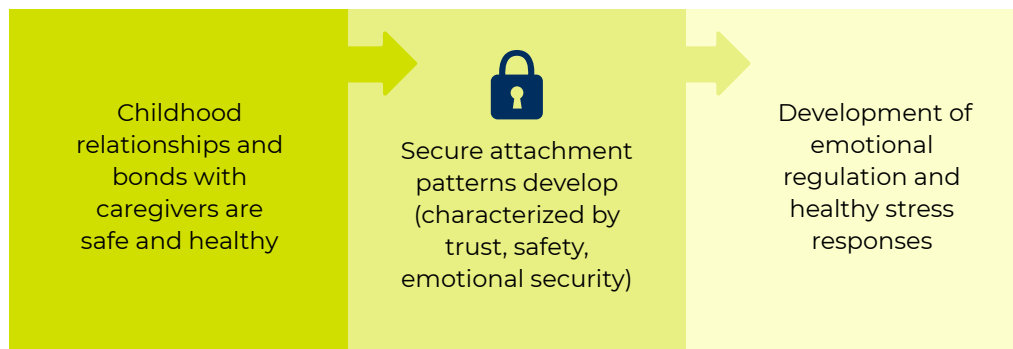 Childhood
relationships and
bonds with
caregivers are
safe and healthy
Secure attachment
patterns develop
(characterized by
trust, safety,
emotional security)
Development of
emotional
regulation and
healthy stress
responses